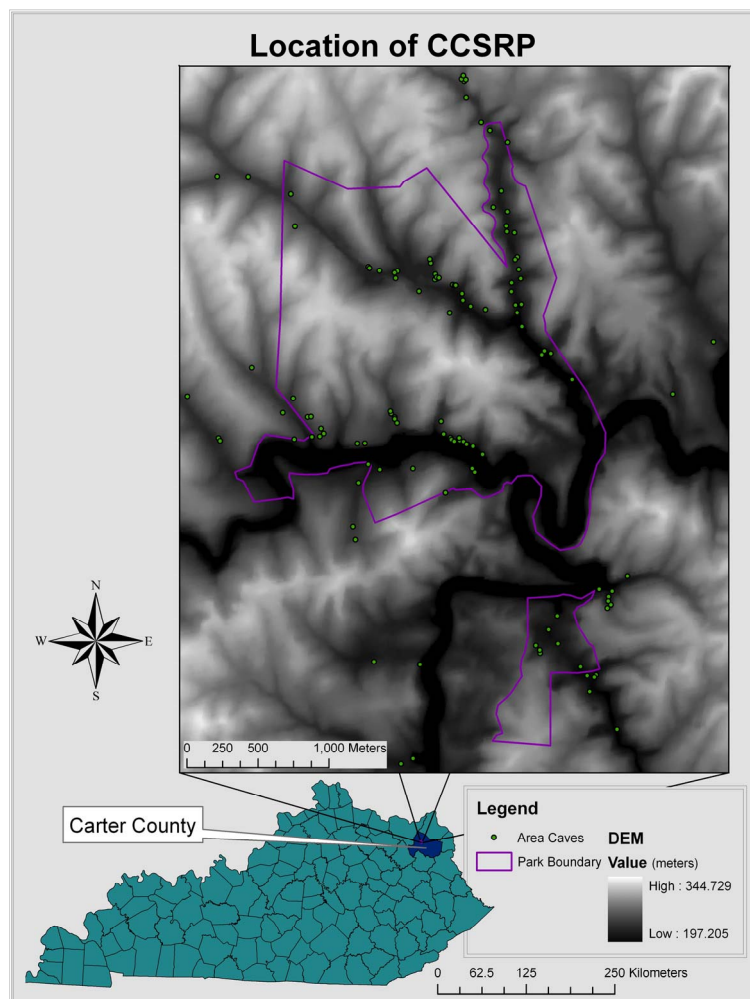 Location of CCSRP
N
W E
S
0 250 500 1,000 Meters
Carter County
Legend
Area Caves
Park Boundary
DEM
Value (meters)
High : 344.729
Low : 197.205
0 62.5 125 250 Kilometers